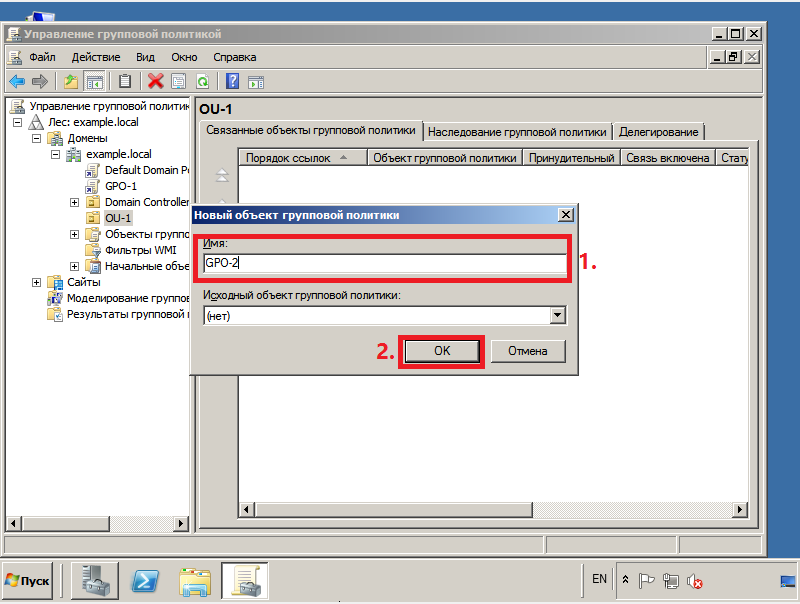 Управление групповой политикой
Файл Действие Вид Окно Справка
Управление групповой политик
Лес: example.local
Домены
example.local
Default Domain P
GPO-1
Domain Controller
OU-1
Объекты группо
Фильтры WMI
Начальные объе
Сайты
Моделирование группов
Результаты групповой
OU-1
Связанные объекты групповой политики Наследование групповой политики Делегирование
Порядок ссылок Объект групповой политики Принудительный Связь включена Стату
Новый объект групповой политики
Имя:
GPO-2
1.
Исходный объект групповой политики:
(нет)
2. OK Отмена
Пуск EN